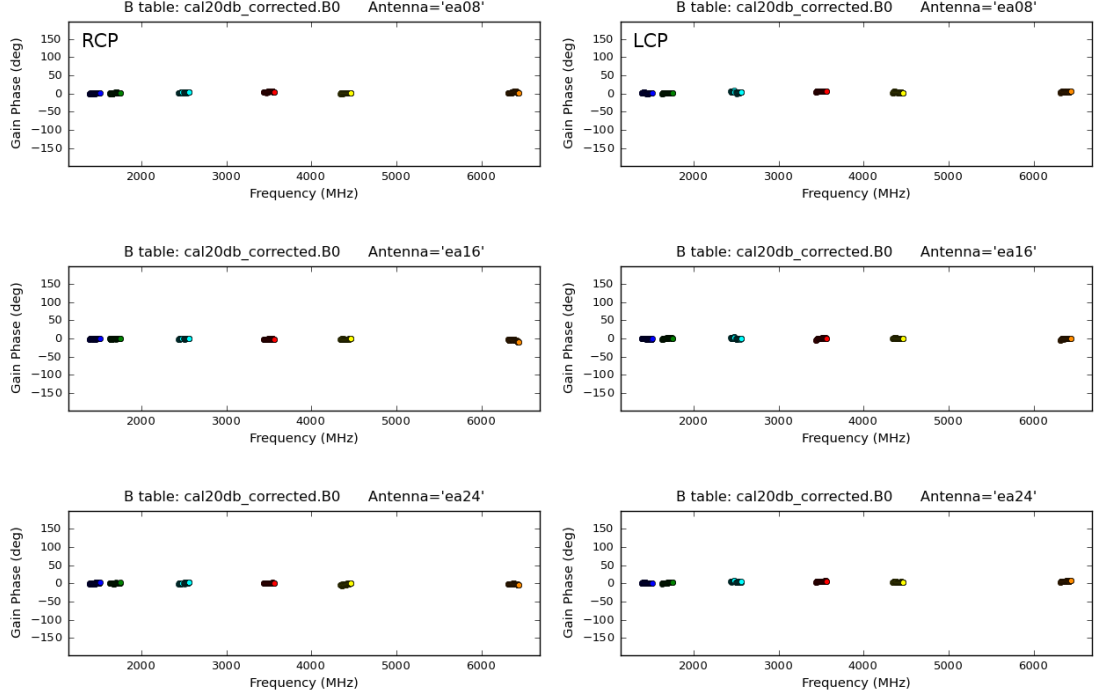 B table: cal20db_corrected.B0 Antenna='ea08'
B table: cal20db_corrected.B0 Antenna='ea08'
RCP
LCP
150
100
50
0
−50
−100
−150
Gain Phase (deg)
2000 3000 4000 5000 6000
Frequency (MHz)
150
100
50
0
−50
−100
−150
Gain Phase (deg)
2000 3000 4000 5000 6000
Frequency (MHz)
B table: cal20db_corrected.B0 Antenna='ea16'
B table: cal20db_corrected.B0 Antenna='ea16'
150
100
50
0
−50
−100
−150
Gain Phase (deg)
2000 3000 4000 5000 6000
Frequency (MHz)
150
100
50
0
−50
−100
−150
Gain Phase (deg)
2000 3000 4000 5000 6000
Frequency (MHz)
B table: cal20db_corrected.B0 Antenna='ea24'
B table: cal20db_corrected.B0 Antenna='ea24'
150
100
50
0
−50
−100
−150
Gain Phase (deg)
2000 3000 4000 5000 6000
Frequency (MHz)
150
100
50
0
−50
−100
−150
Gain Phase (deg)
2000 3000 4000 5000 6000
Frequency (MHz)